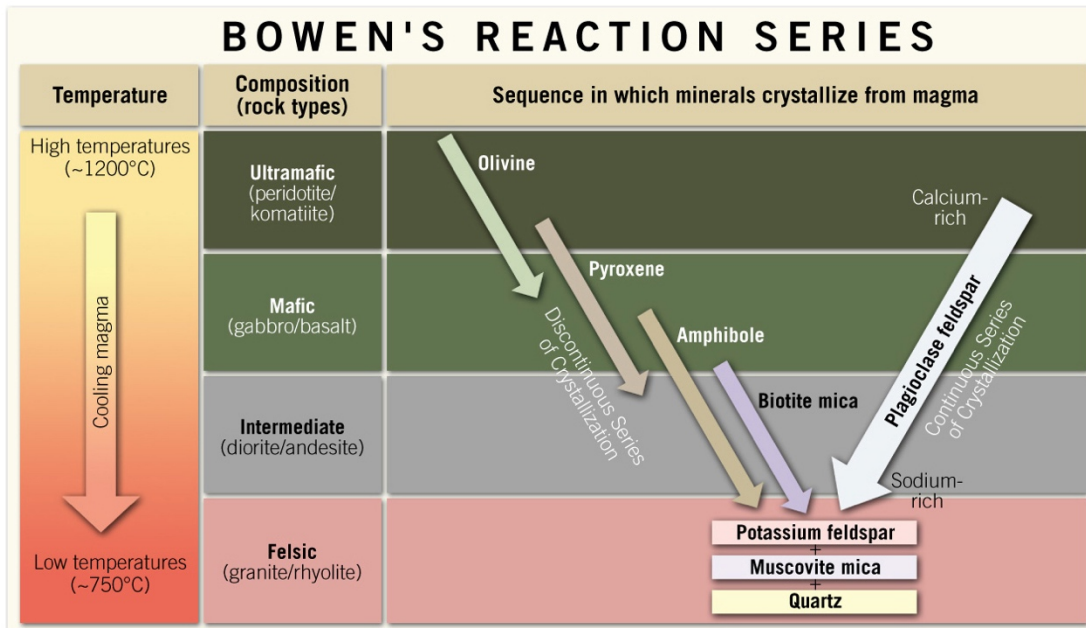 BOWEN'S REACTION SERIES
Temperature
Composition
(rock types)
Sequence in which minerals crystallize from magma
High temperatures
(~1200°C)
Cooling magma
Low temperatures
(~750°C)
Ultramafic
(peridotite/
komatiite)
Mafic
(gabbro/basalt)
Intermediate
(diorite/andesite)
Felsic
(granite/rhyolite)
Olivine
Pyroxene
Amphibole
Biotite mica
Discontinuous Series
of Crystallization
Calcium-
rich
Plagioclase feldspar
Continuous Series
of Crystallization
Sodium-
rich
Potassium feldspar
+
Muscovite mica
+
Quartz